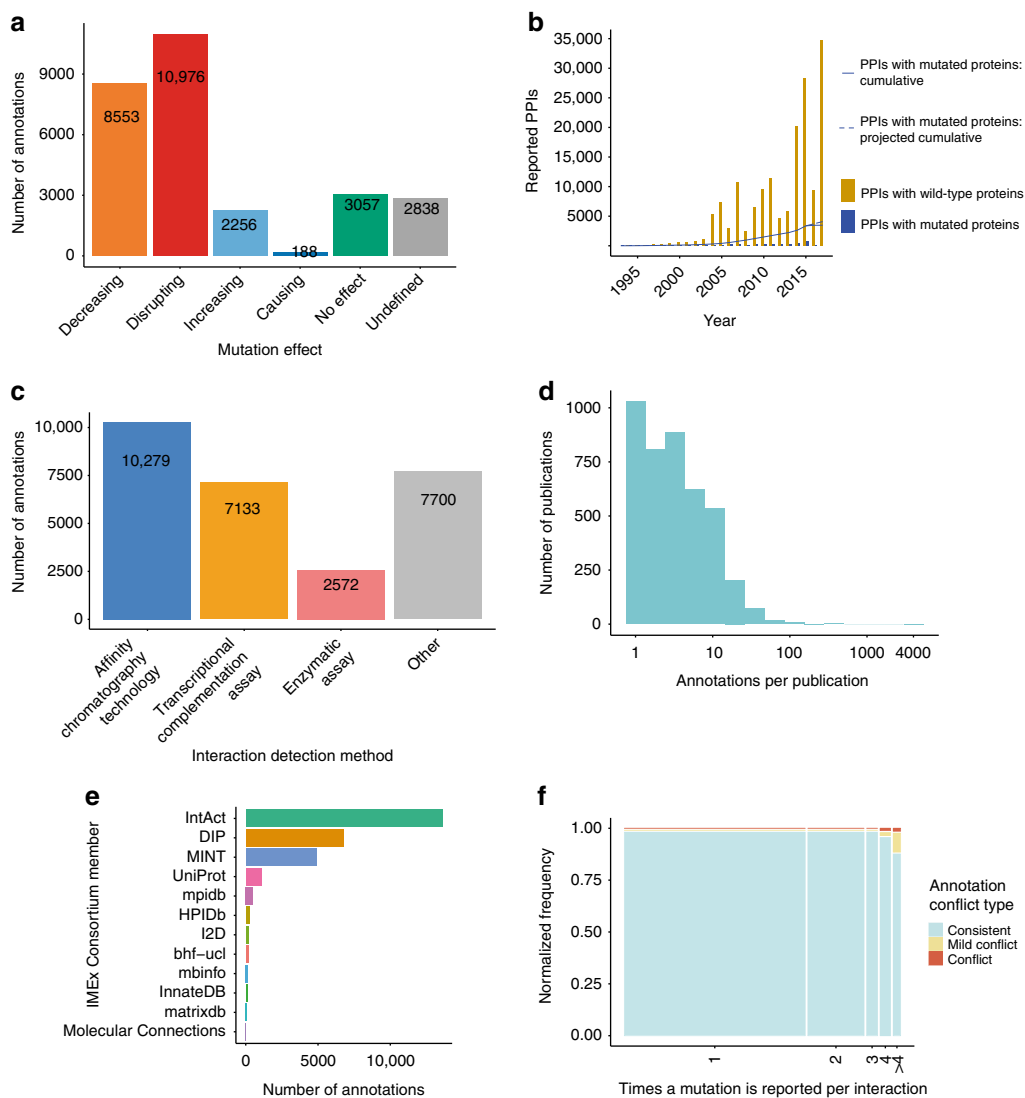 a
Number of annotations
9000
6000
3000
0
8553
10,976
2256
188
3057
2838
Decreasing
Disrupting
Increasing
Causing
No effect
Undefined
Mutation effect
b
Reported PPIs
35,000
30,000
25,000
20,000
15,000
10,000
5000
1995
2000
2005
2010
2015
Year
PPIs with mutated proteins:
cumulative
PPIs with mutated proteins:
projected cumulative
PPIs with wild-type proteins
PPIs with mutated proteins
c
Number of annotations
10,000
7500
5000
2500
0
10,279
7133
2572
7700
Affinity
chromatography
technology
Transcriptional
complementation
assay
Enzymatic
assay
Other
Interaction detection method
d
Number of publications
1000
750
500
250
0
1
10
100
1000
4000
Annotations per publication
e
IMEx Consortium member
IntAct
DIP
MINT
UniProt
mpidb
HPIDb
I2D
bhf–ucl
mbinfo
InnateDB
matrixdb
Molecular Connections
0
5000
10,000
Number of annotations
f
Normalized frequency
1.00
0.75
0.50
0.25
0.00
1
2
3
4
>4
Times a mutation is reported per interaction
Annotation
conflict type
Consistent
Mild conflict
Conflict